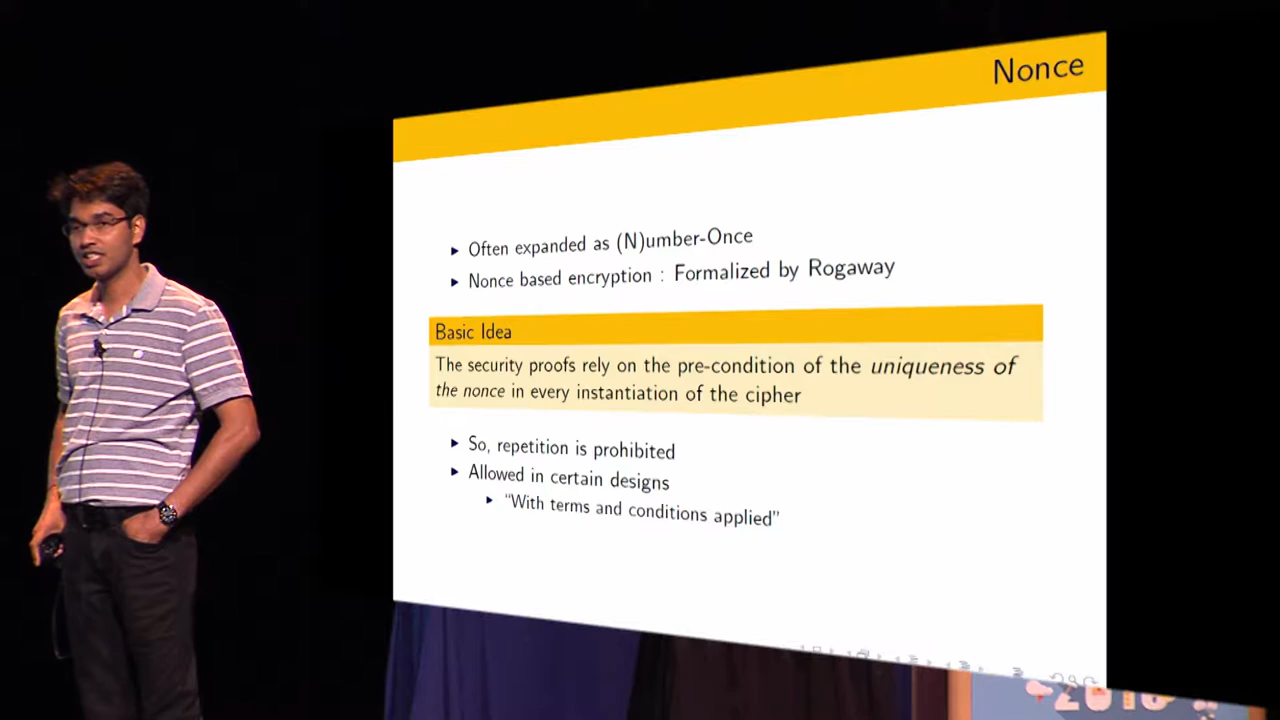 Nonce
Often expanded as (N)umber-Once
Nonce based encryption : Formalized by Rogaway
Basic Idea
The security proofs rely on the pre-condition of the uniqueness of
the nonce in every instantiation of the cipher
So, repetition is prohibited
Allowed in certain designs
"With terms and conditions applied"